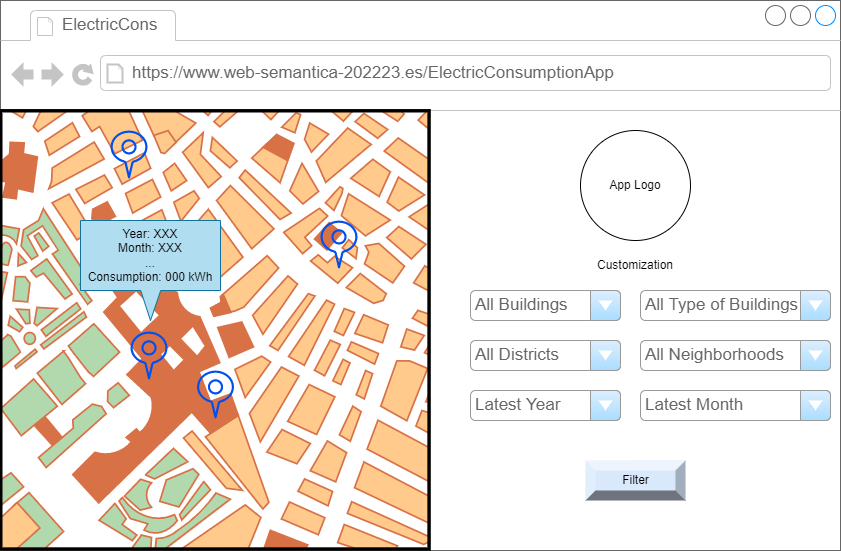 ElectricCons
https://www.web-semantica-202223.es/ElectricConsumptionApp
Year: XXX
Month: XXX
...
Consumption: 000 kWh
App Logo
Customization
All Buildings
All Type of Buildings
All Districts
All Neighborhoods
Latest Year
Latest Month
Filter